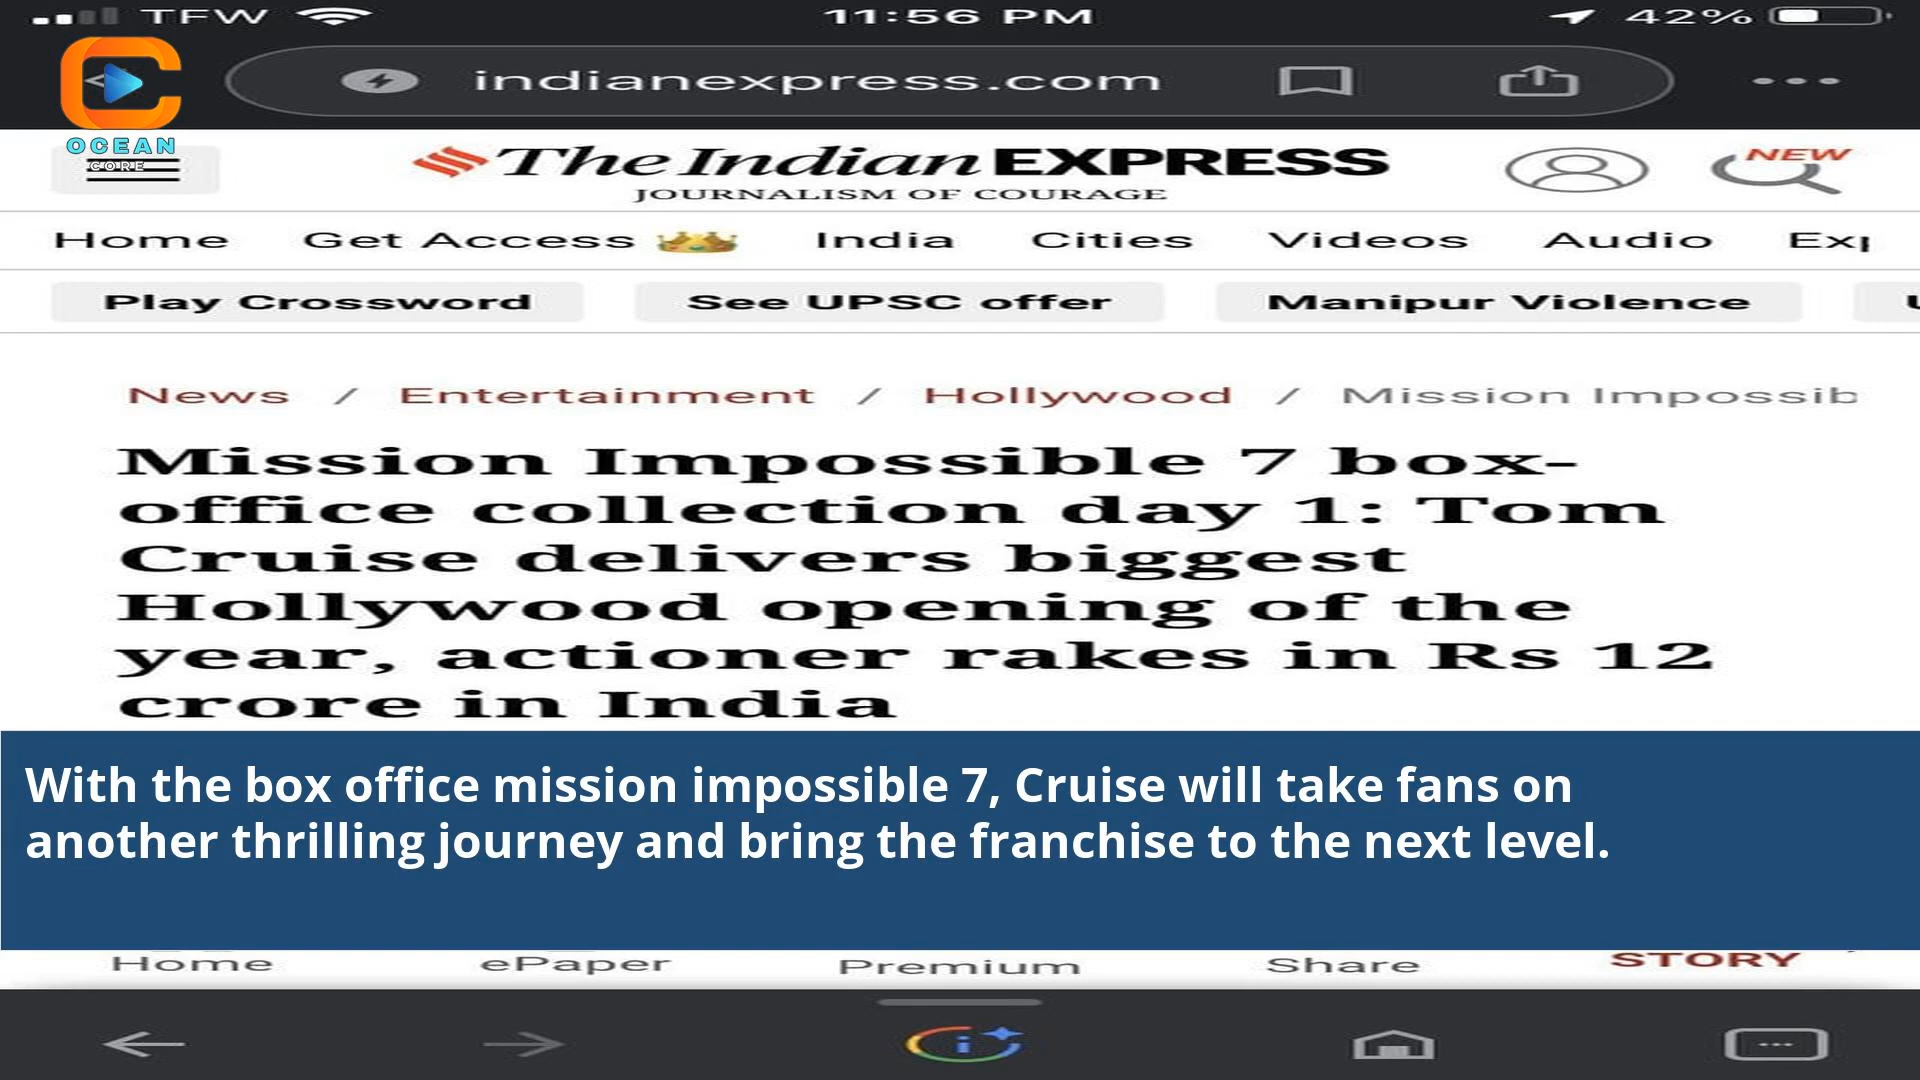 TFW 11:56 PM 42%
indianexpress.com
OCEAN
CORE
The Indian EXPRESS
JOURNALISM OF COURAGE
NEW
Home Get Access 👑 India Cities Videos Audio
Play Crossword See UPSC offer Manipur Violence
News / Entertainment / Hollywood / Mission Impossib
Mission Impossible 7 box-
office collection day 1: Tom
Cruise delivers biggest
Hollywood opening of the
year, actioner rakes in Rs 12
crore in India
With the box office mission impossible 7, Cruise will take fans on
another thrilling journey and bring the franchise to the next level.
Home ePaper Premium Share STORY